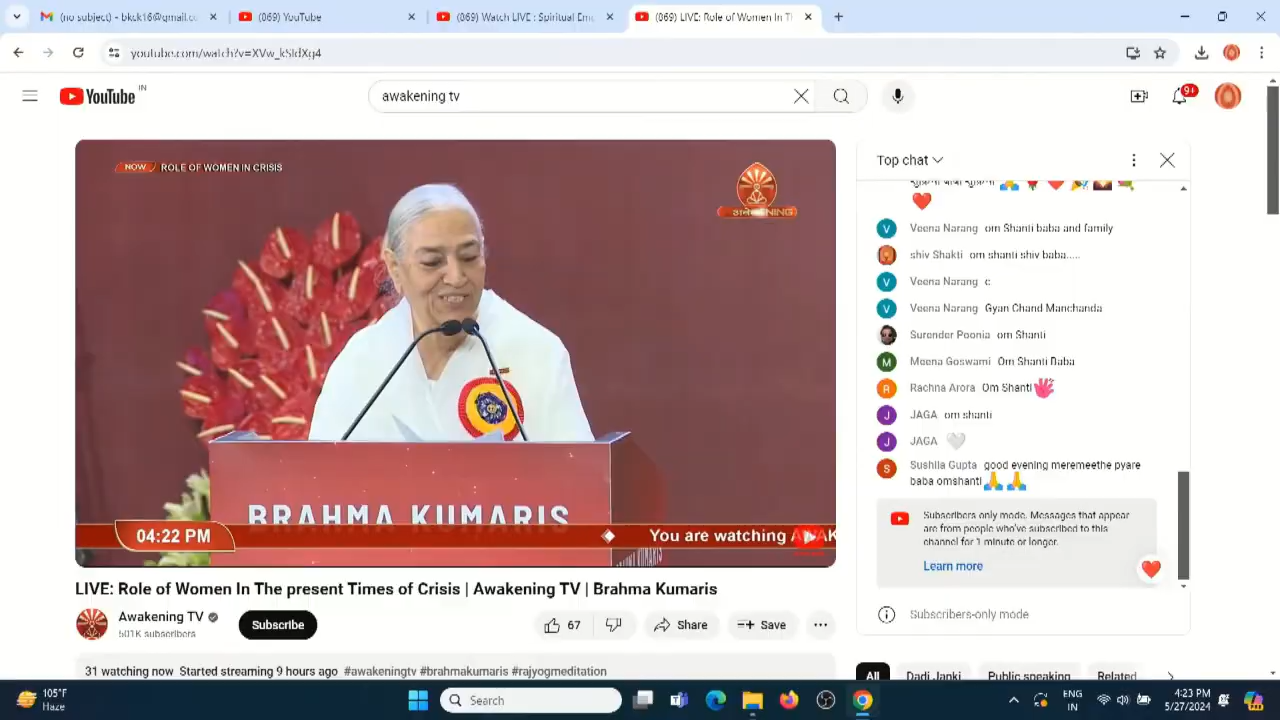 (no subject) - bksk16@gmail.co
(069) YouTube
(069) Watch LIVE : Spiritual Em
(069) LIVE: Role of Women In T
youtube.com/watch?v=XVw_kSldXg4
YouTube IN
awakening tv
9+
NOW ROLE OF WOMEN IN CRISIS
BRAHMA KUMARIS
04:22 PM
You are watching AWAK
Top chat
Veena Narang om Shanti baba and family
shiv Shakti om shanti shiv baba.....
Veena Narang c
Veena Narang Gyan Chand Manchanda
Surender Poonia om Shanti
Meena Goswami Om Shanti Baba
Rachna Arora Om Shanti
JAGA om shanti
JAGA
Sushila Gupta good evening meremeethe pyare
baba omshanti
Subscribers-only mode. Messages that appear
are from people who've subscribed to this
channel for 1 minute or longer.
Learn more
Subscribers-only mode
LIVE: Role of Women In The present Times of Crisis | Awakening TV | Brahma Kumaris
Awakening TV
501K subscribers
Subscribe
67
Share
Save
31 watching now Started streaming 9 hours ago #awakeningtv #brahmakumaris #rajyogmeditation
All
Dadi Janki
Public speaking
Related
105°F
Haze
Search
ENG
IN
4:23 PM
5/27/2024